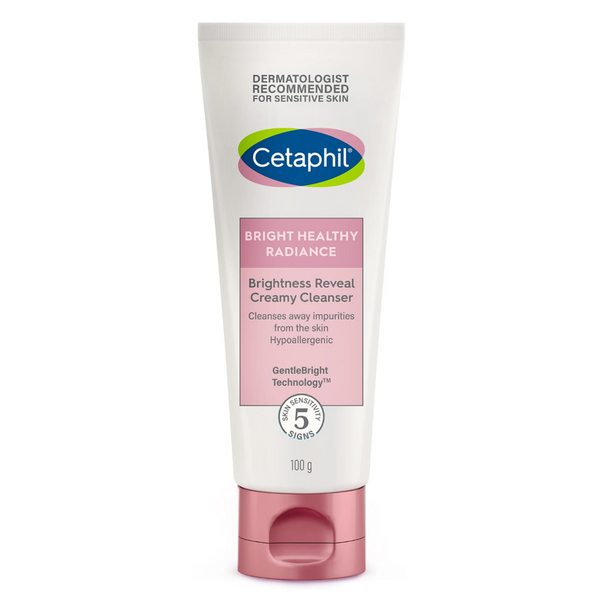 DERMATOLOGIST
RECOMMENDED
FOR SENSITIVE SKIN
Cetaphil®
BRIGHT HEALTHY
RADIANCE
Brightness Reveal
Creamy Cleanser
Cleanses away impurities
from the skin
Hypoallergenic
GentleBright
Technology™
SKIN SENSITIVITY
5
SIGNS
100 g